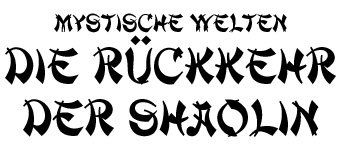 MYSTISCHE WELTEN
DIE RÜCKKEHR
DER SHAOLIN